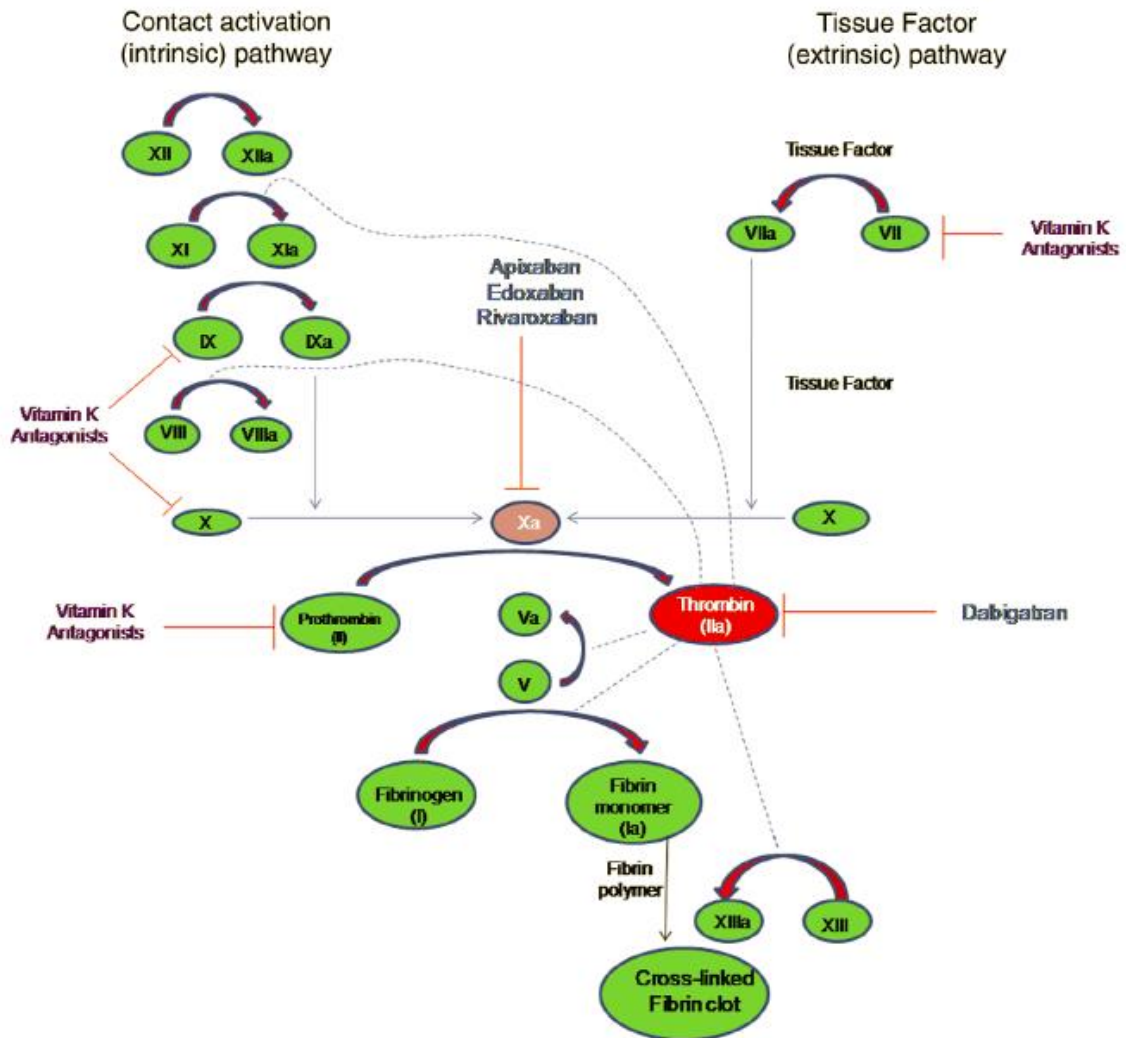 Contact activation
(intrinsic) pathway
Tissue Factor
(extrinsic) pathway
XII
XIIa
Tissue Factor
XI
XIa
VIIa
VII
Vitamin K
Antagonists
Apixaban
Edoxaban
Rivaroxaban
IX
IXa
Tissue Factor
Vitamin K
Antagonists
VIII
VIIIa
X
Xa
X
Vitamin K
Antagonists
Prothrombin
(II)
Va
Thrombin
(IIa)
Dabigatran
V
Fibrinogen
(I)
Fibrin
monomer
(Ia)
Fibrin
polymer
XIIIa
XIII
Cross-linked
Fibrin clot